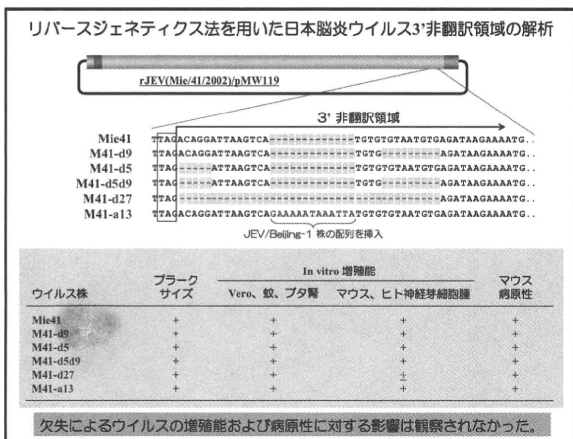 リバースジェネティクス法を用いた日本脳炎ウイルス3'非翻訳領域の解析
rJEV(Mie/41/2002)/pMW119
3' 非翻訳領域
Mie41 TTAGACAGGATTAAGTCA-------------TGTGTGTAATGTGAGATAAGAAAATG..
M41-d9 TTAGACAGGATTAAGTCA-------------TGTG---------AGATAAGAAAATG..
M41-d5 TTAG-----ATTAAGTCA-------------TGTGTGTAATGTGAGATAAGAAAATG..
M41-d5d9 TTAG-----ATTAAGTCA-------------TGTG---------AGATAAGAAAATG..
M41-d27 TTAG----------------------------------------AGATAAGAAAATG..
M41-a13 TTAGACAGGATTAAGTCAGAAAAATAAATTATGTGTGTAATGTGAGATAAGAAAATG..
JEV/Beijing-1 株の配列を挿入
ウイルス株 プラークサイズ In vitro 増殖能 マウス病原性
Vero、蚊、ブタ腎 マウス、ヒト神経芽細胞腫
Mie41 + + + +
M41-d9 + + + +
M41-d5 + + + +
M41-d5d9 + + + +
M41-d27 + + ± +
M41-a13 + + + +
欠失によるウイルスの増殖能および病原性に対する影響は観察されなかった。